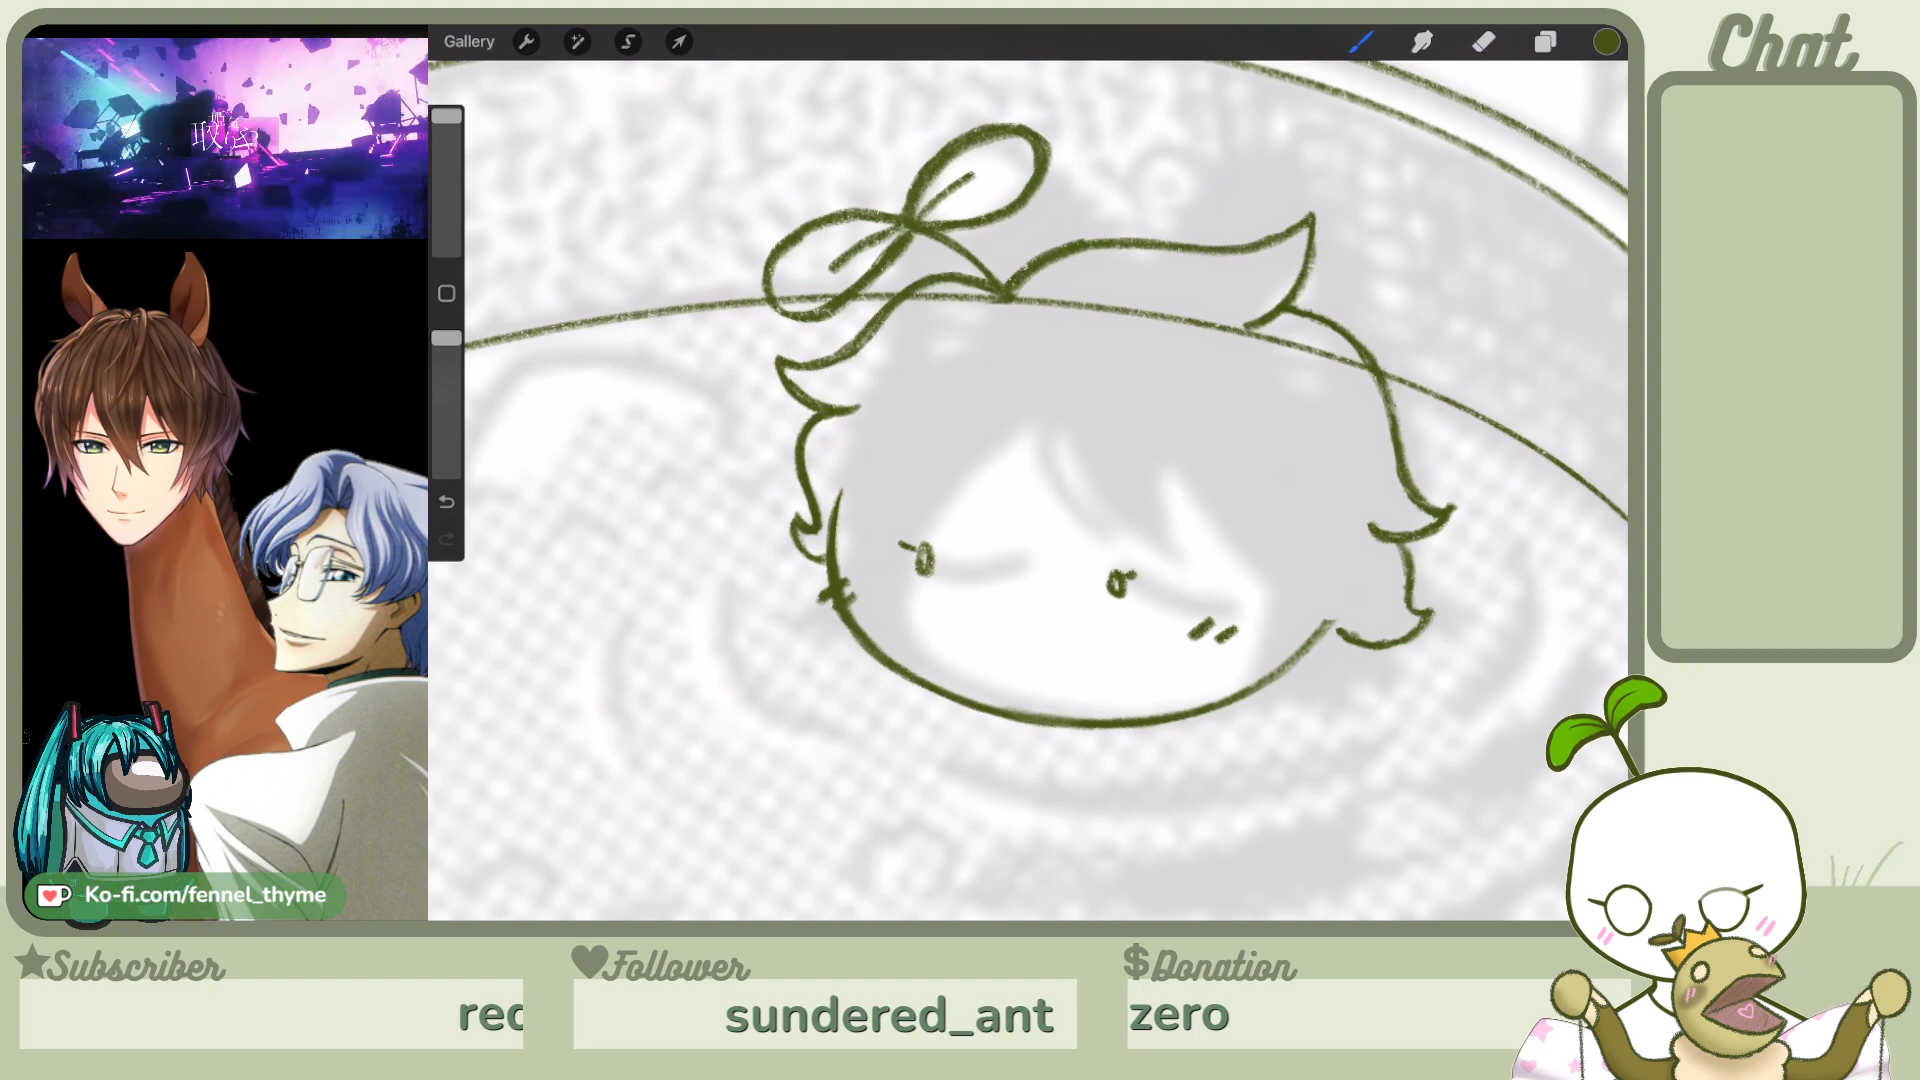 Gallery
Chat
Ko-fi.com/fennel_thyme
Subscriber
Follower
$Donation
rec
sundered_ant
zero